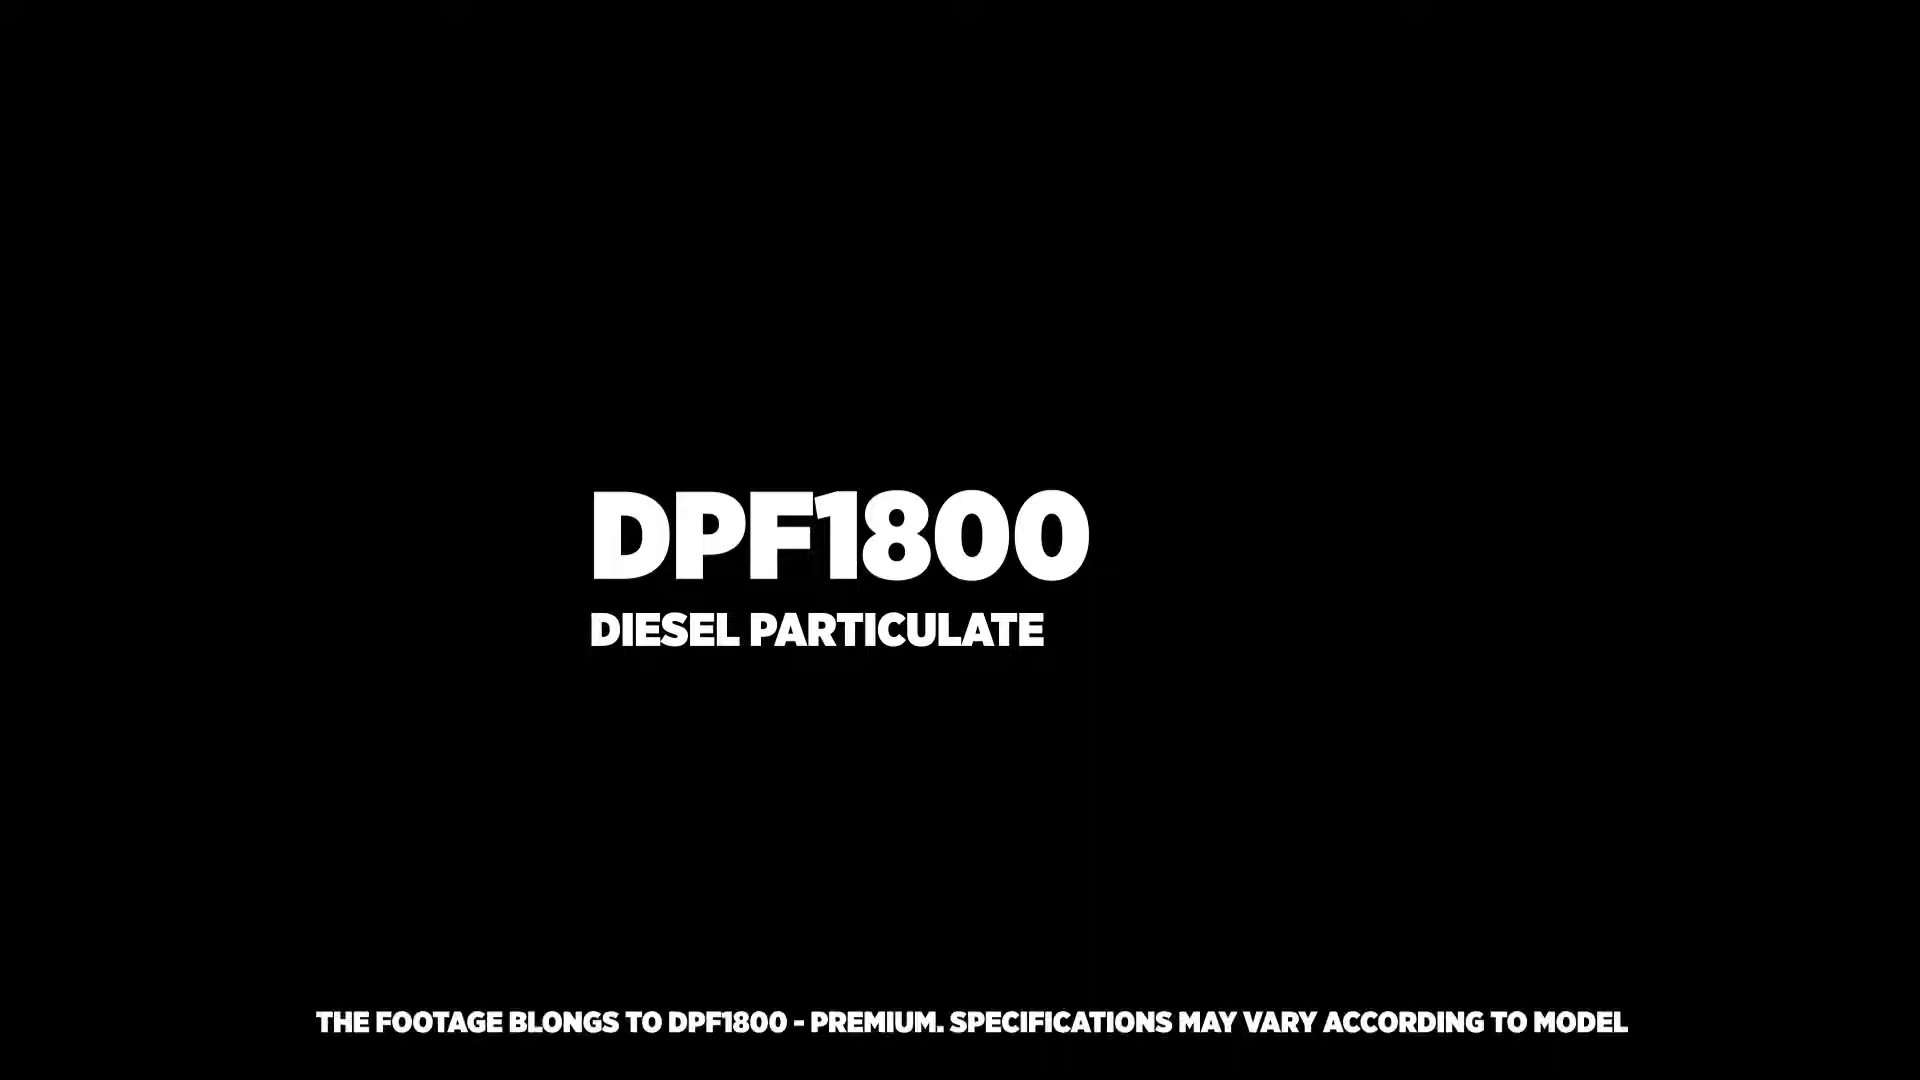 DPF1800
DIESEL PARTICULATE
THE FOOTAGE BLONGS TO DPF1800 - PREMIUM. SPECIFICATIONS MAY VARY ACCORDING TO MODEL